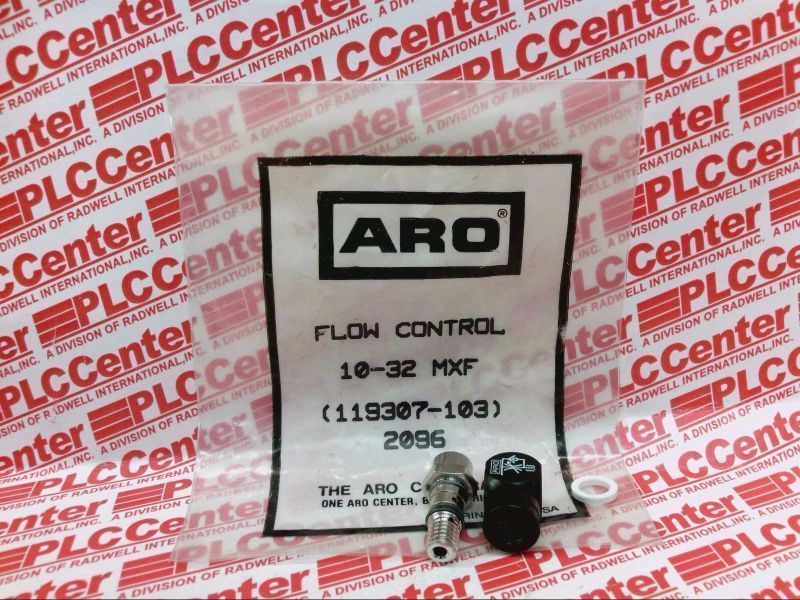 PLCCenter
A DIVISION OF RADWELL INTERNATIONAL, INC.
ARO®
FLOW CONTROL
10-32 MXF
(119307-103)
2096
THE ARO C
ONE ARO CENTER, B
SA
ARO